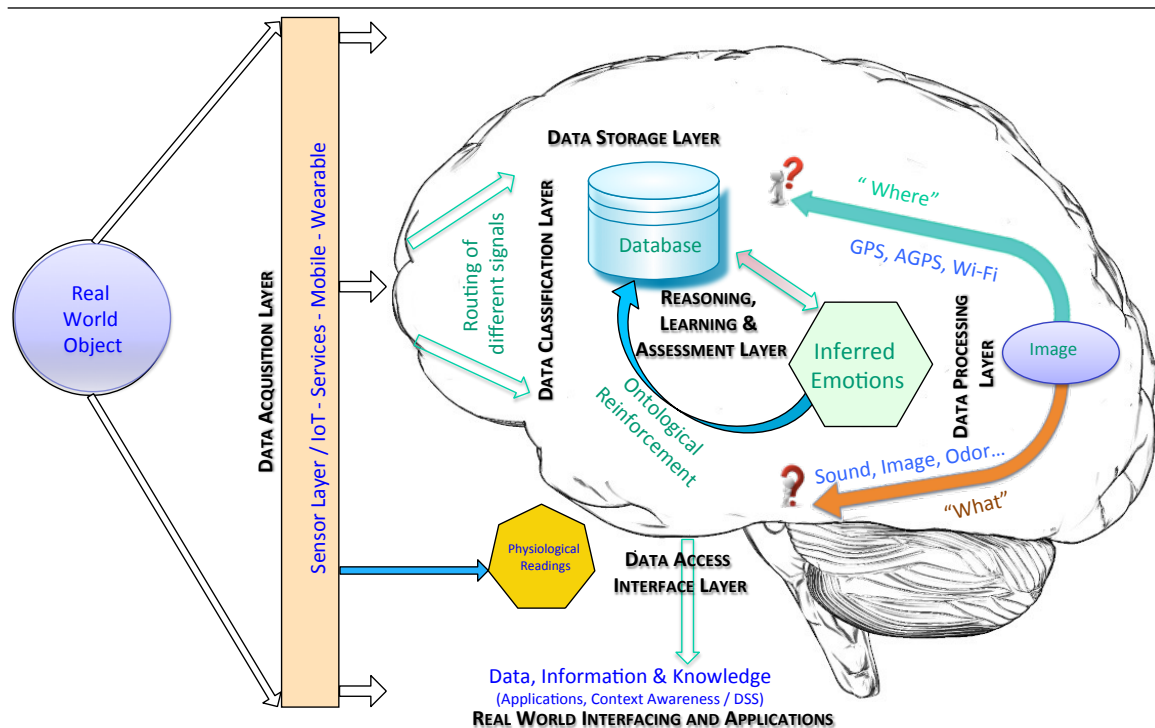 Real
World
Object
DATA ACQUISITION LAYER
Sensor Layer / IoT - Services - Mobile - Wearable
Routing of
different signals
DATA CLASSIFICATION LAYER
DATA STORAGE LAYER
Database
REASONING,
LEARNING &
ASSESSMENT LAYER
Ontological
Reinforcement
Inferred
Emotions
“ Where”
GPS, AGPS, Wi-Fi
DATA PROCESSING
LAYER
Image
Sound, Image, Odor...
“What”
Physiological
Readings
DATA ACCESS
INTERFACE LAYER
Data, Information & Knowledge
(Applications, Context Awareness / DSS)
REAL WORLD INTERFACING AND APPLICATIONS